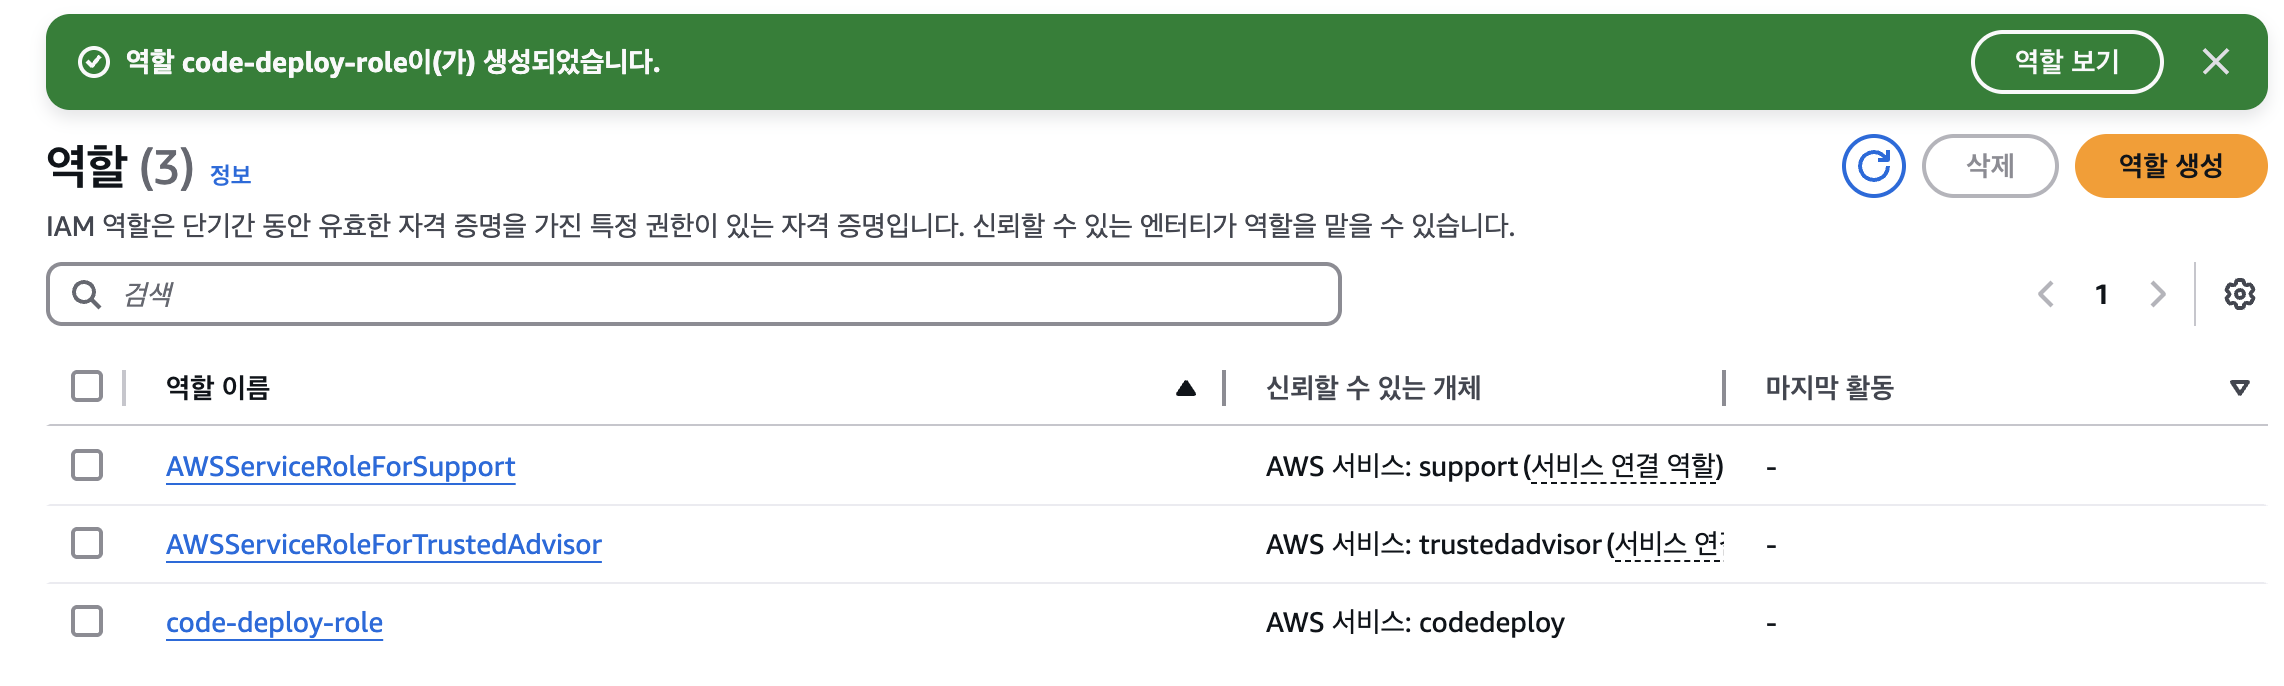 역할 code-deploy-role이(가) 생성되었습니다. 역할 보기
역할 (3) 정보 삭제 역할 생성
IAM 역할은 단기간 동안 유효한 자격 증명을 가진 특정 권한이 있는 자격 증명입니다. 신뢰할 수 있는 엔터티가 역할을 맡을 수 있습니다.
검색 1
역할 이름 신뢰할 수 있는 개체 마지막 활동
AWSServiceRoleForSupport AWS 서비스: support (서비스 연결 역할) -
AWSServiceRoleForTrustedAdvisor AWS 서비스: trustedadvisor (서비스 -
code-deploy-role AWS 서비스: codedeploy -